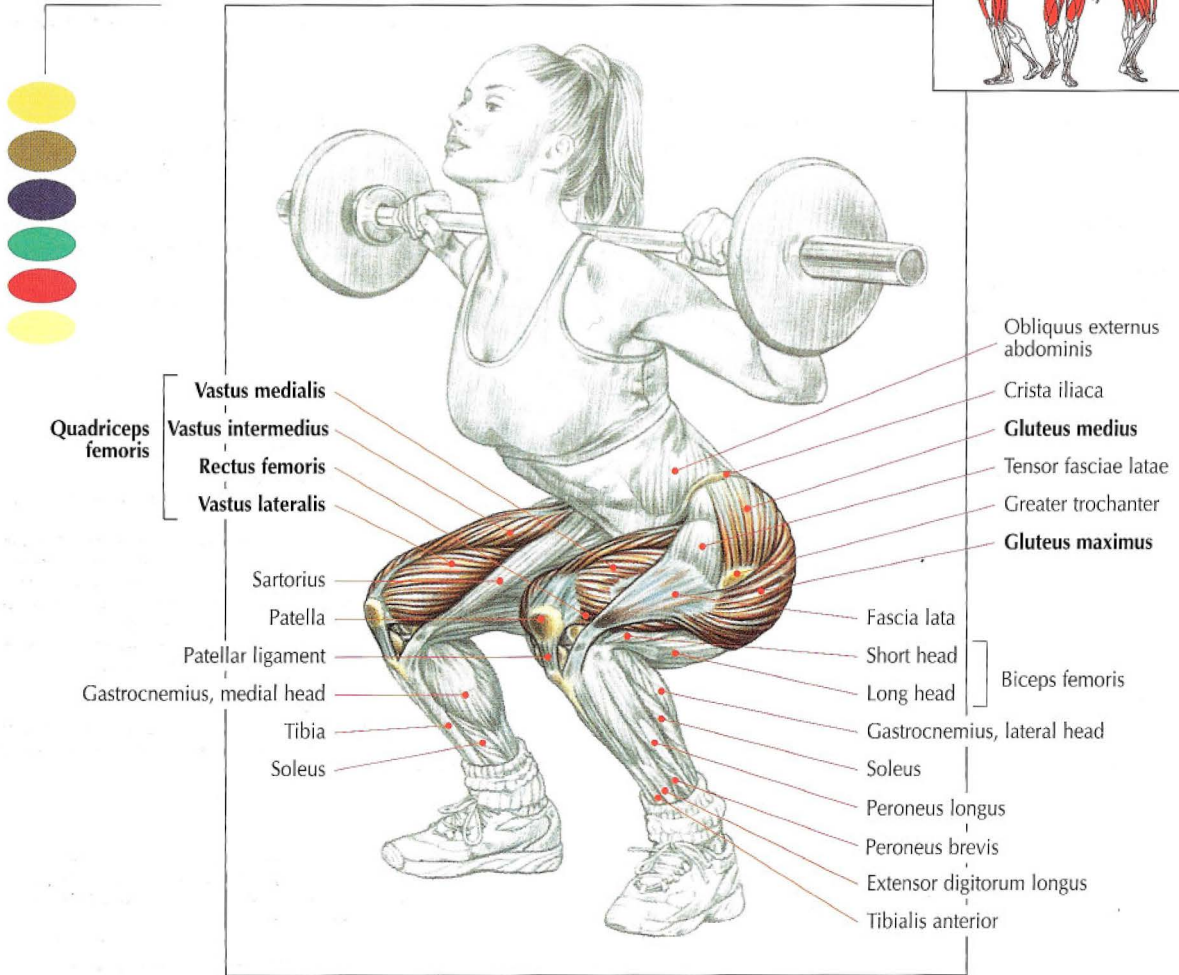 Quadriceps
femoris
Vastus medialis
Vastus intermedius
Rectus femoris
Vastus lateralis
Sartorius
Patella
Patellar ligament
Gastrocnemius, medial head
Tibia
Soleus
Obliquus externus
abdominis
Crista iliaca
Gluteus medius
Tensor fasciae latae
Greater trochanter
Gluteus maximus
Fascia lata
Short head
Long head
Biceps femoris
Gastrocnemius, lateral head
Soleus
Peroneus longus
Peroneus brevis
Extensor digitorum longus
Tibialis anterior